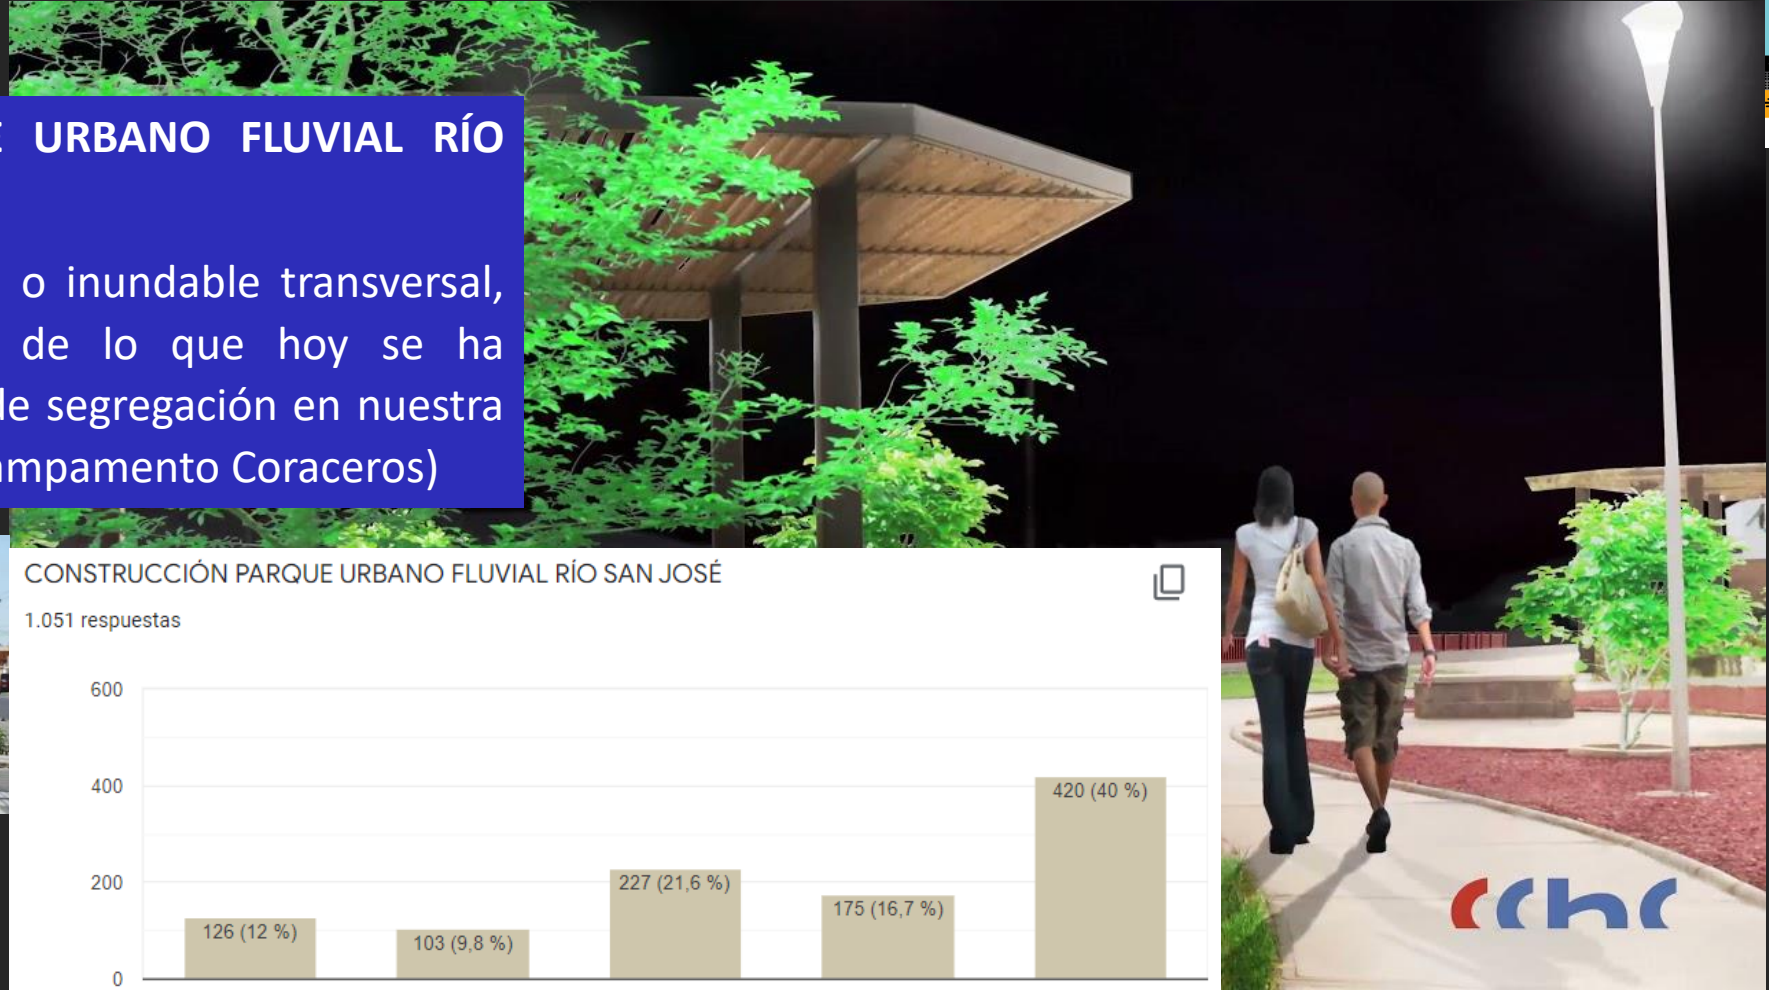 URBANO FLUVIAL RÍO
o inundable transversal,
de lo que hoy se ha
de segregación en nuestra
Coraceros)
CONSTRUCCIÓN PARQUE URBANO FLUVIAL RÍO SAN JOSÉ
1.051 respuestas
600
400
200
0
126 (12 %)
103 (9,8 %)
227 (21,6 %)
175 (16,7 %)
420 (40 %)
cchc